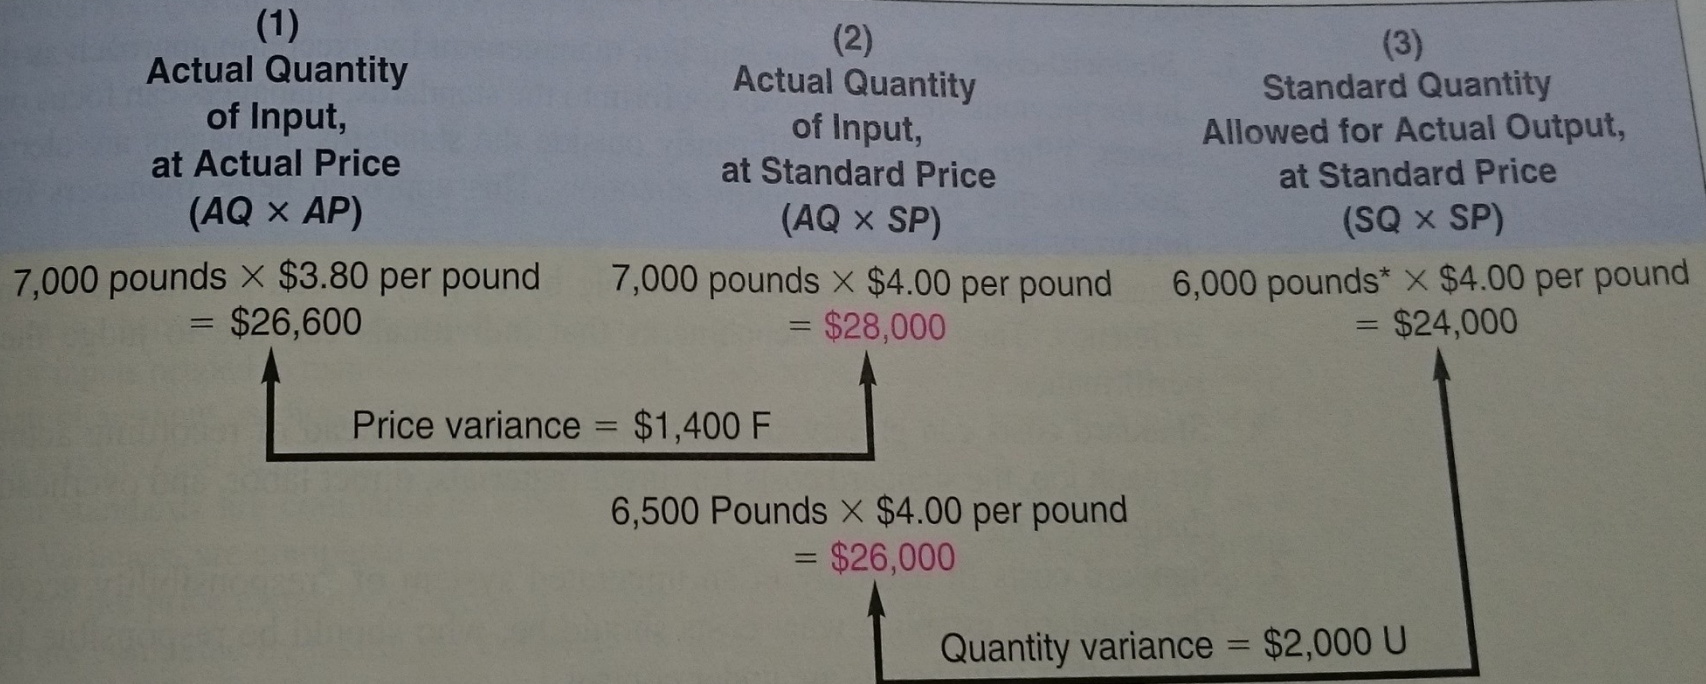 (1)
Actual Quantity
of Input,
at Actual Price
(AQ × AP)
(2)
Actual Quantity
of Input,
at Standard Price
(AQ × SP)
(3)
Standard Quantity
Allowed for Actual Output,
at Standard Price
(SQ × SP)
7,000 pounds × $3.80 per pound
= $26,600
7,000 pounds × $4.00 per pound
= $28,000
6,000 pounds* × $4.00 per pound
= $24,000
Price variance = $1,400 F
6,500 Pounds × $4.00 per pound
= $26,000
Quantity variance = $2,000 U